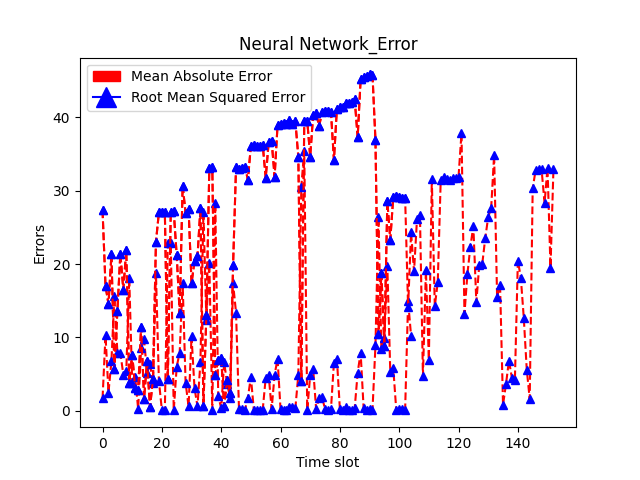 Neural Network_Error
Mean Absolute Error
Root Mean Squared Error
Errors
40
30
20
10
0
0 20 40 60 80 100 120 140
Time slot